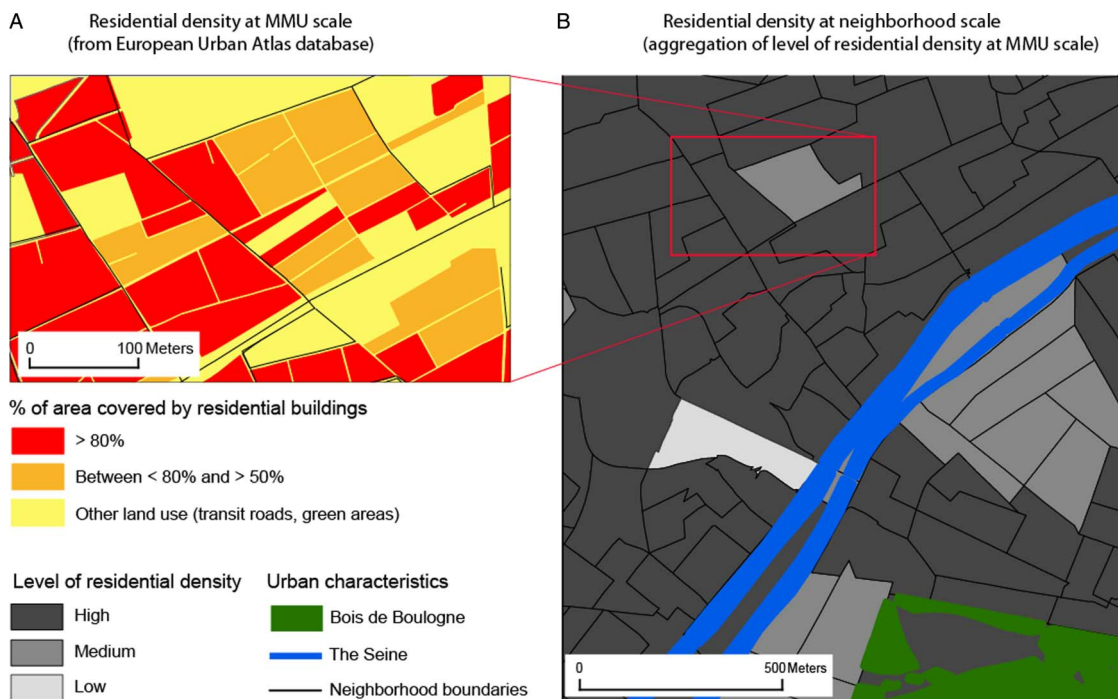 A
Residential density at MMU scale
(from European Urban Atlas database)
B
Residential density at neighborhood scale
(aggregation of level of residential density at MMU scale)
0 100 Meters
% of area covered by residential buildings
> 80%
Between < 80% and > 50%
Other land use (transit roads, green areas)
Level of residential density
High
Medium
Low
Urban characteristics
Bois de Boulogne
The Seine
Neighborhood boundaries
0 500 Meters